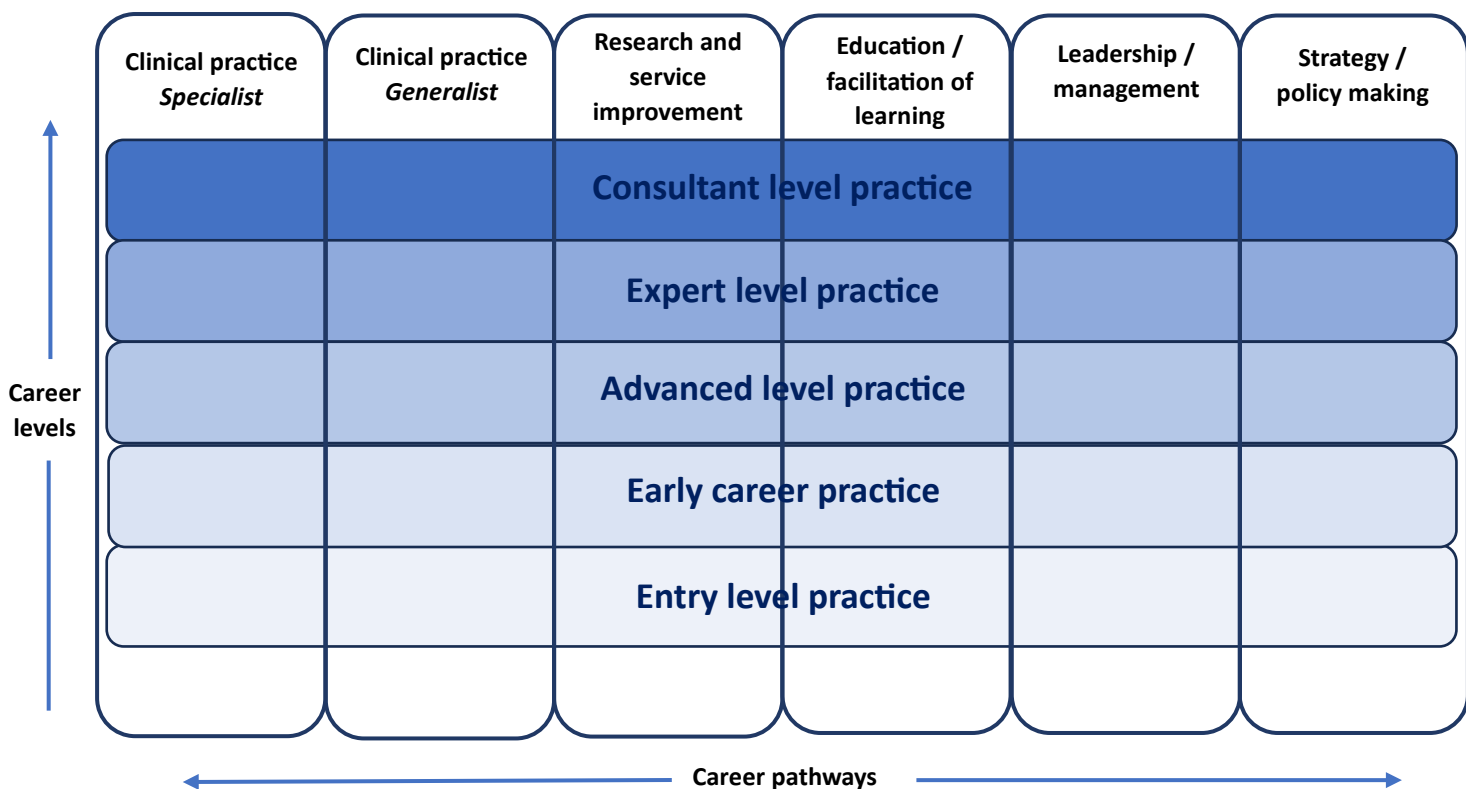 Clinical practice
Specialist
Clinical practice
Generalist
Research and
service
improvement
Education /
facilitation of
learning
Leadership /
management
Strategy /
policy making
Consultant level practice
Expert level practice
Advanced level practice
Career
levels
Early career practice
Entry level practice
Career pathways